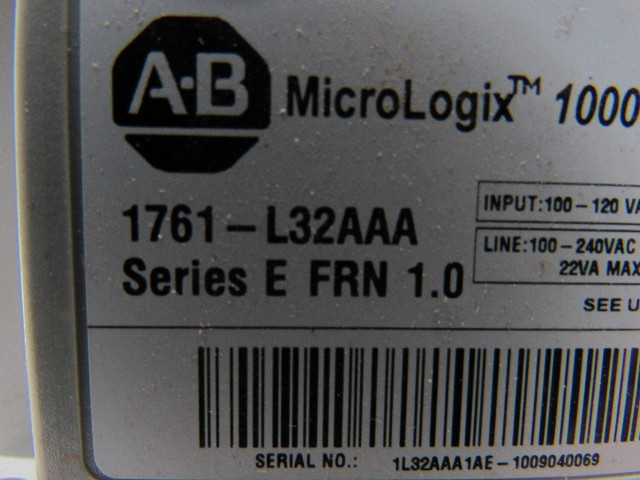 A-B MicroLogix™ 1000
1761-L32AAA
Series E FRN 1.0
INPUT:100-120 VA
LINE:100-240VAC
22VA MAX
SEE U
SERIAL NO.: 1L32AAA1AE-1009040069